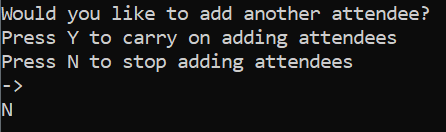 Would you like to add another attendee?
Press Y to carry on adding attendees
Press N to stop adding attendees
->
N